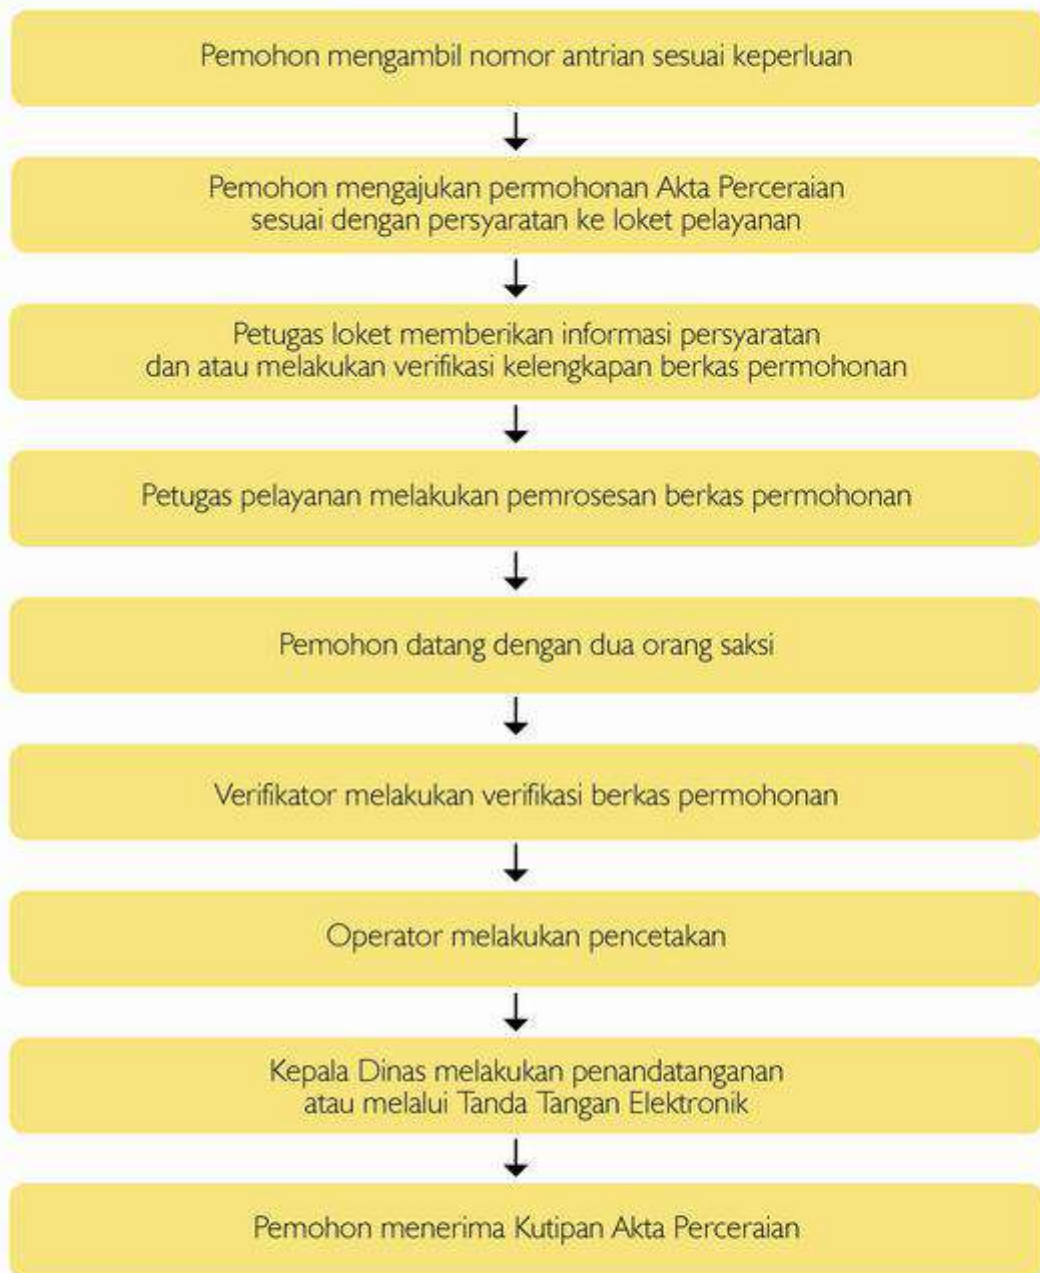 Pemohon mengambil nomor antrian sesuai keperluan
Pemohon mengajukan permohonan Akta Perceraian
sesuai dengan persyaratan ke loket pelayanan
Petugas loket memberikan informasi persyaratan
dan atau melakukan verifikasi kelengkapan berkas permohonan
Petugas pelayanan melakukan pemrosesan berkas permohonan
Pemohon datang dengan dua orang saksi
Verifikator melakukan verifikasi berkas permohonan
Operator melakukan pencetakan
Kepala Dinas melakukan penandatanganan
atau melalui Tanda Tangan Elektronik
Pemohon menerima Kutipan Akta Perceraian